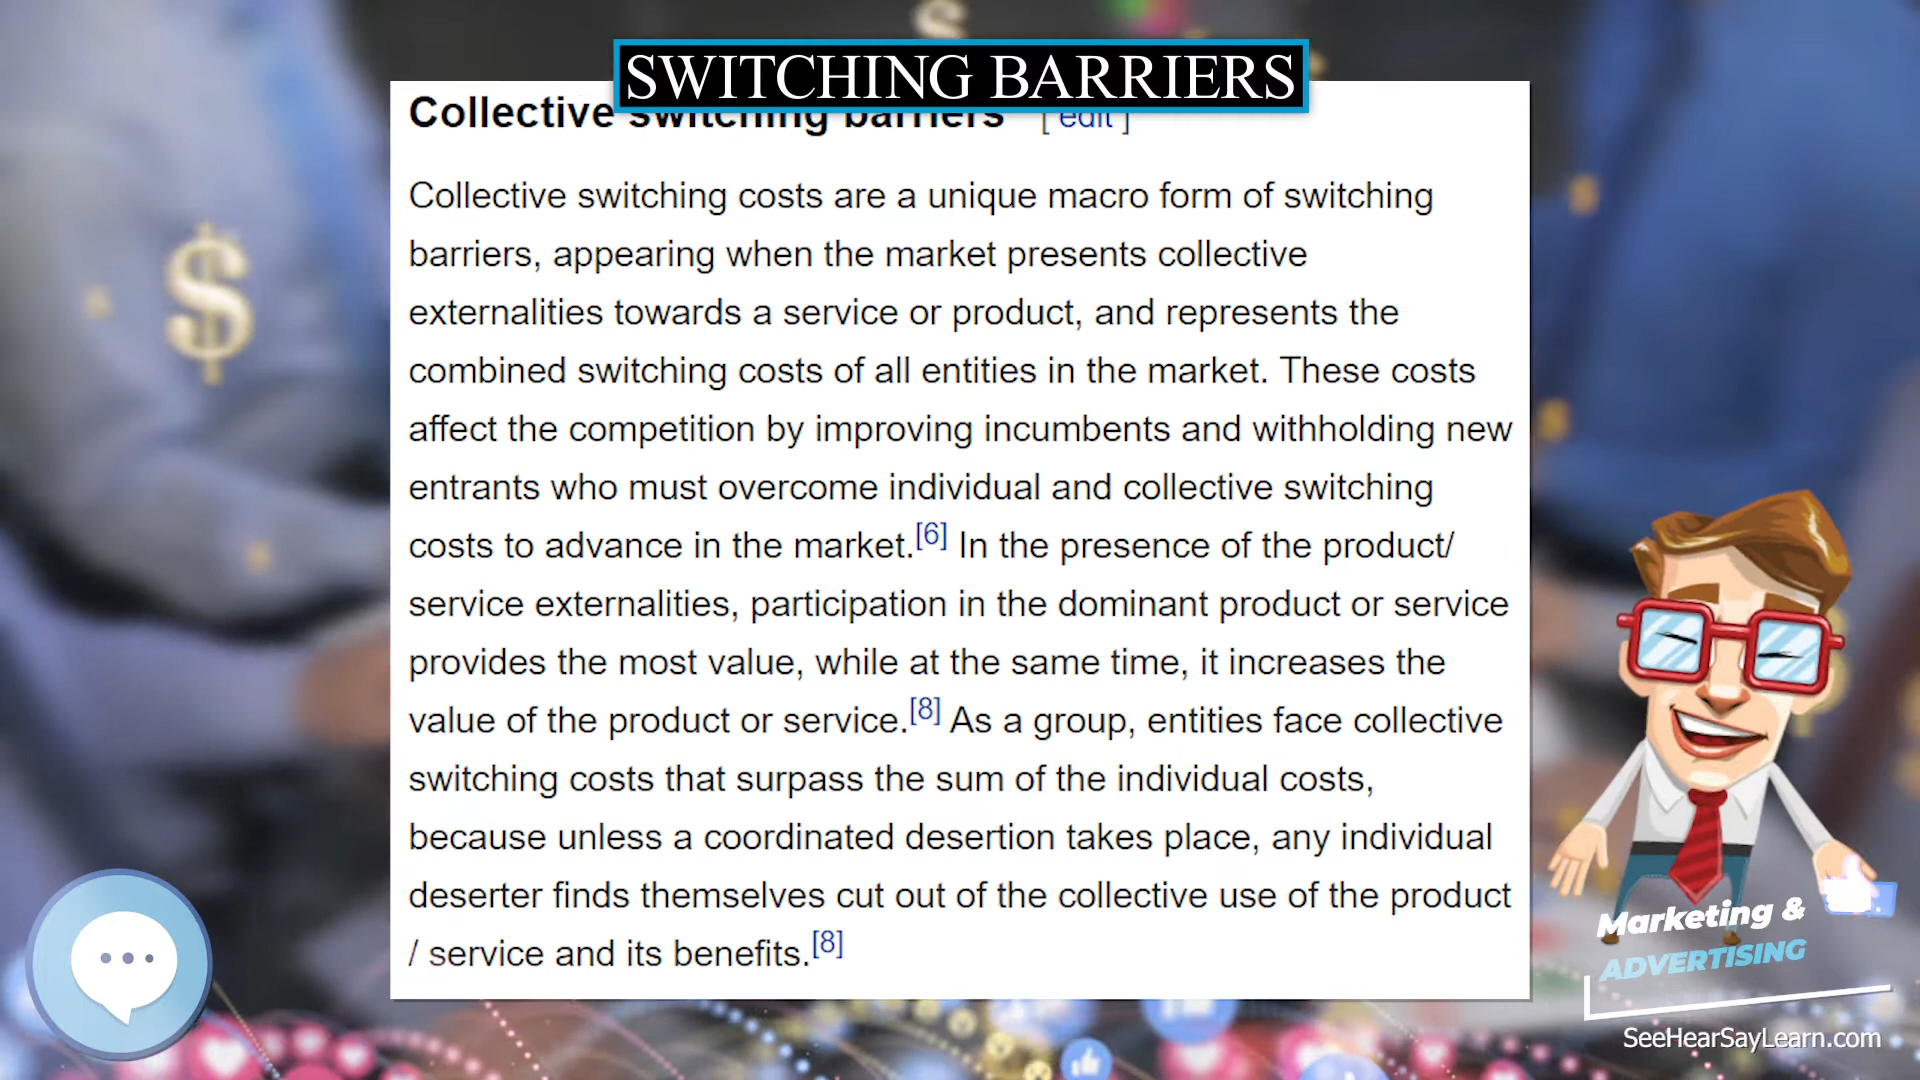 SWITCHING BARRIERS
Collective switching barriers [ edit ]
Collective switching costs are a unique macro form of switching
barriers, appearing when the market presents collective
externalities towards a service or product, and represents the
combined switching costs of all entities in the market. These costs
affect the competition by improving incumbents and withholding new
entrants who must overcome individual and collective switching
costs to advance in the market.[6] In the presence of the product/
service externalities, participation in the dominant product or service
provides the most value, while at the same time, it increases the
value of the product or service.[8] As a group, entities face collective
switching costs that surpass the sum of the individual costs,
because unless a coordinated desertion takes place, any individual
deserter finds themselves cut out of the collective use of the product
/ service and its benefits.[8]
Marketing &
ADVERTISING
SeeHearSayLearn.com